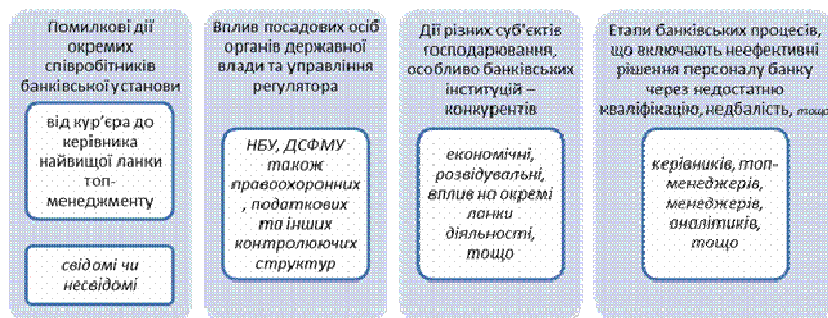 Помилкові дії
окремих
співробітників
банківської установи
від кур’єра до
керівника
найвищої ланки
топ-
менеджменту
свідомі чи
несвідомі
Вплив посадових осіб
органів державної
влади та управління
регулятора
НБУ, ДСФМУ
також
правоохоронних
, податкових
та інших
контролюючих
структур
Дії різних суб’єктів
господарювання,
особливо банківських
інституцій –
конкурентів
економічні,
розвідувальні,
вплив на окремі
ланки
діяльності,
тощо
Етапи банківських процесів,
що включають неефективні
рішення персоналу банку
через недостатню
кваліфікацію, недбалість, тощо
керівників, топ-
менеджерів,
менеджерів,
аналітиків,
тощо